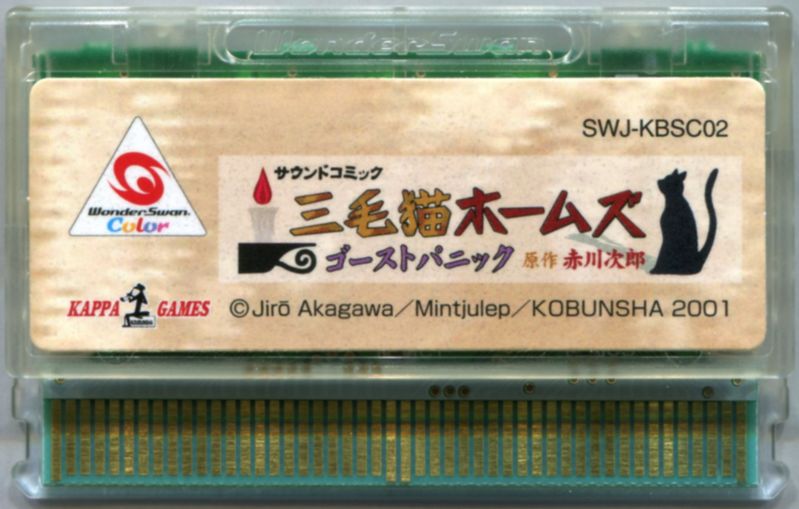 WonderSwan
SWJ-KBSC02
WonderSwan
Color
サウンドコミック
三毛猫ホームズ
ゴーストパニック 原作 赤川次郎
KAPPA GAMES
©Jirō Akagawa／Mintjulep／KOBUNSHA 2001